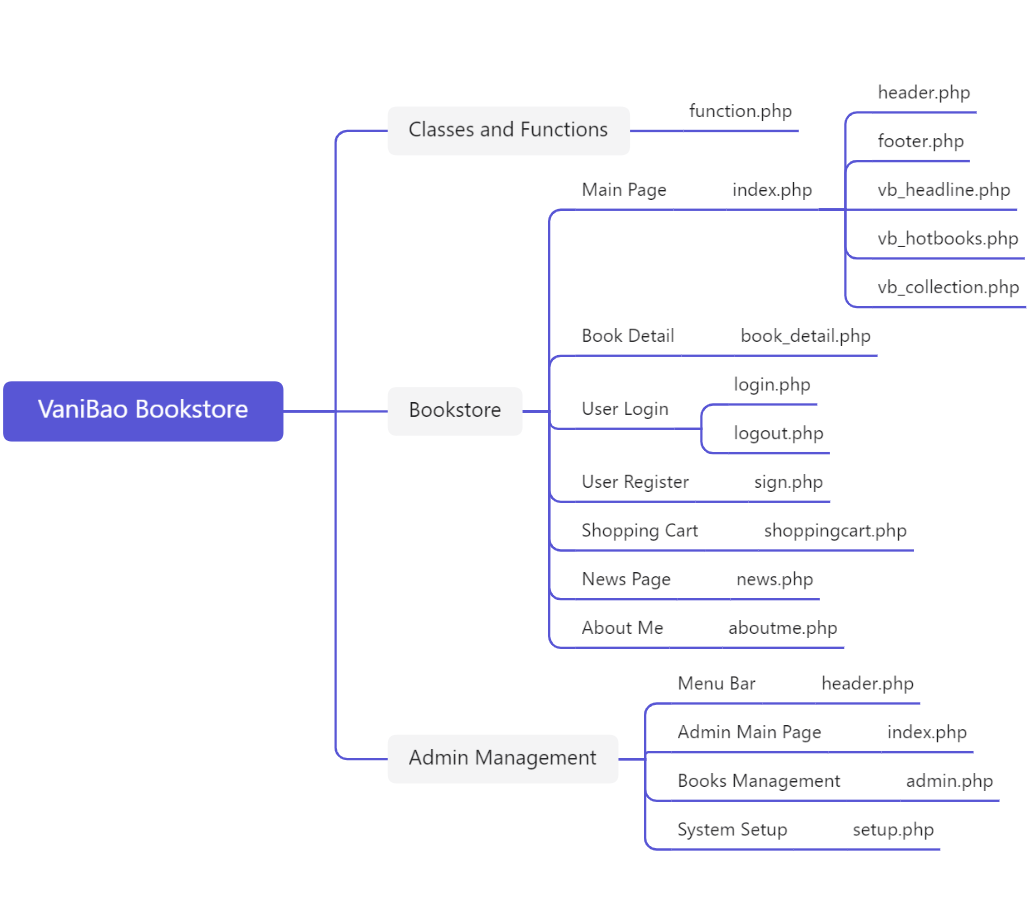 VaniBao Bookstore
Classes and Functions
function.php
Bookstore
Main Page
index.php
header.php
footer.php
vb_headline.php
vb_hotbooks.php
vb_collection.php
Book Detail
book_detail.php
User Login
login.php
logout.php
User Register
sign.php
Shopping Cart
shoppingcart.php
News Page
news.php
About Me
aboutme.php
Admin Management
Menu Bar
header.php
Admin Main Page
index.php
Books Management
admin.php
System Setup
setup.php